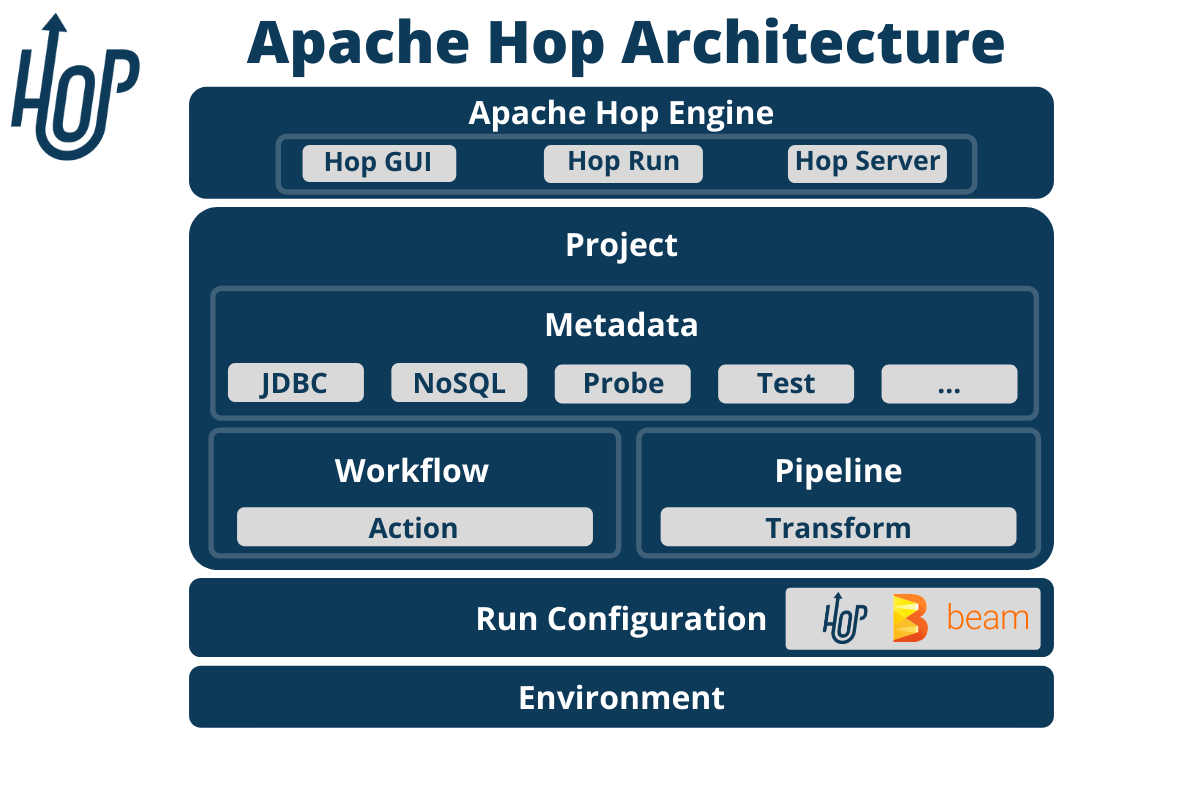 HOP
Apache Hop Architecture
Apache Hop Engine
Hop GUI
Hop Run
Hop Server
Project
Metadata
JDBC
NoSQL
Probe
Test
...
Workflow
Pipeline
Action
Transform
Run Configuration
HOP
B beam
Environment